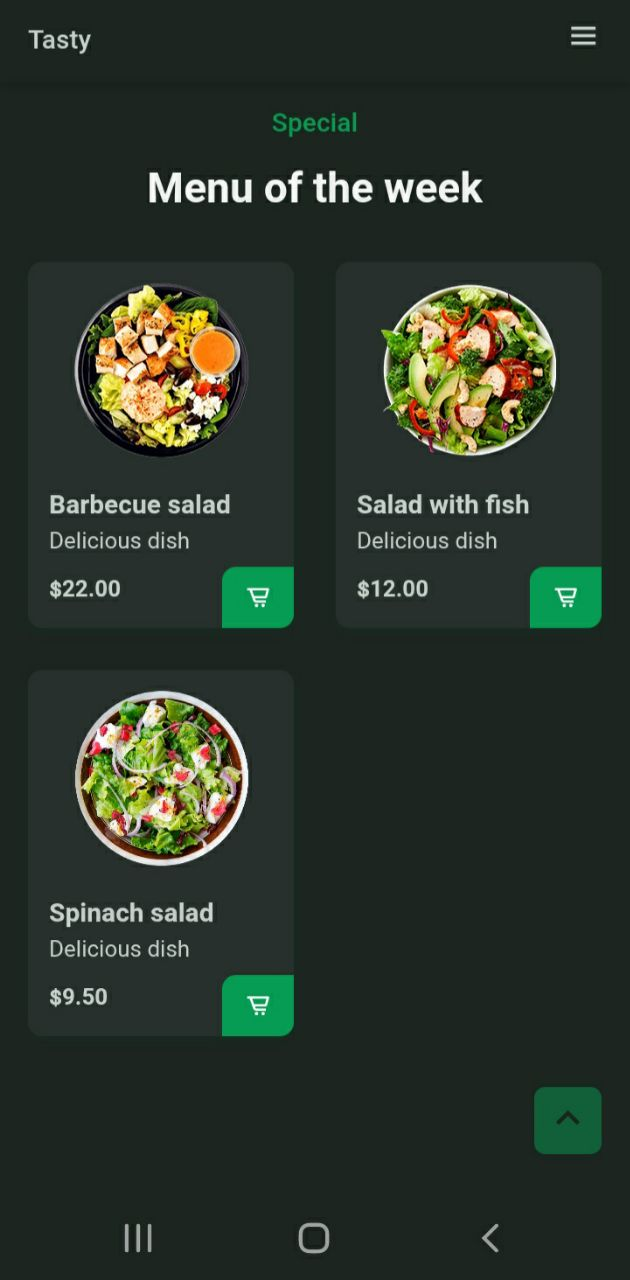 Tasty
Special
Menu of the week
Barbecue salad
Delicious dish
$22.00
Salad with fish
Delicious dish
$12.00
Spinach salad
Delicious dish
$9.50